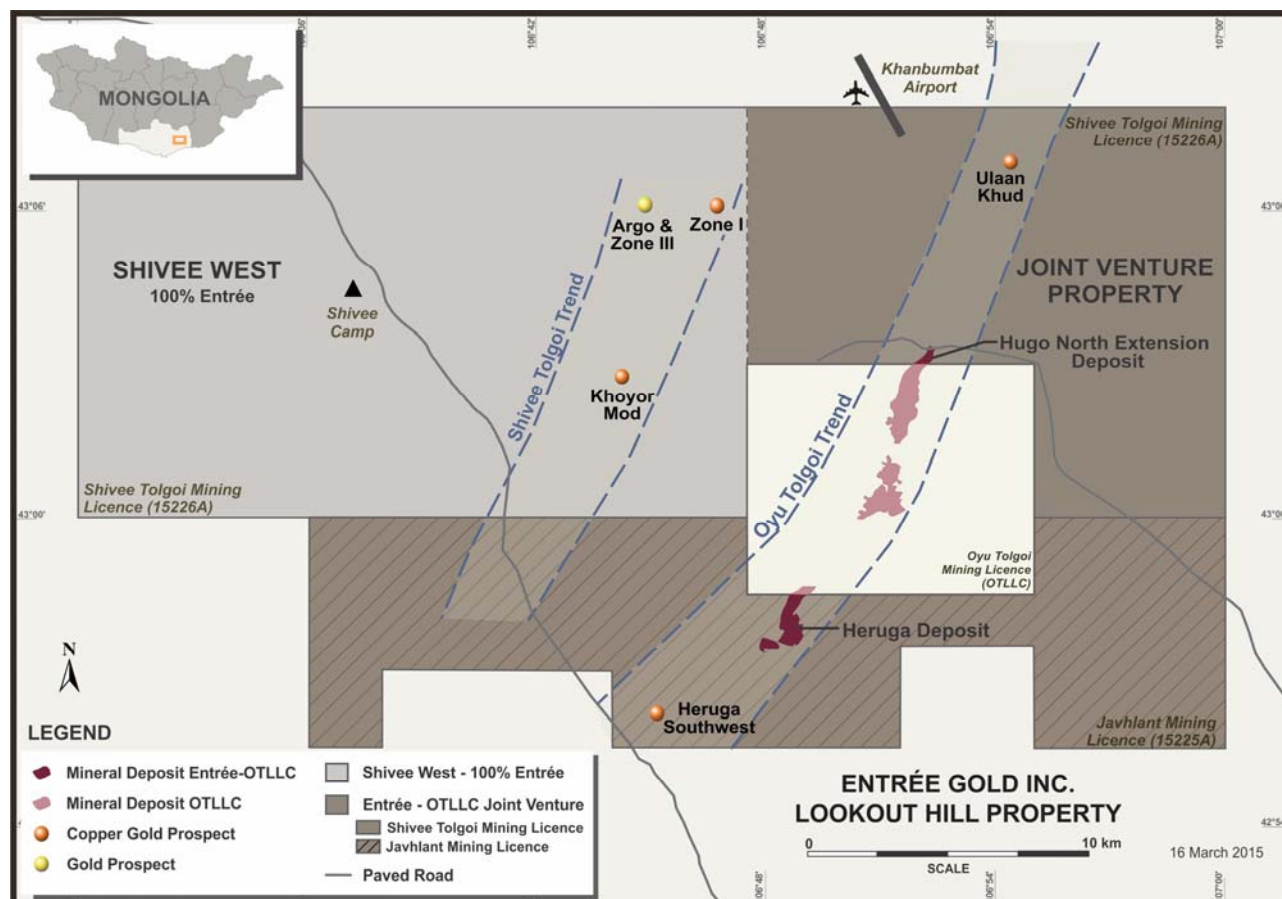 106°42'
106°48'
106°54'
107°00'
MONGOLIA
Khanbumbat
Airport
Shivee Tolgoi Mining
Licence (15226A)
Ulaan
Khud
43°06'
Argo &
Zone III
Zone I
SHIVEE WEST
100% Entrée
JOINT VENTURE
PROPERTY
Shivee
Camp
Shivee Tolgoi Trend
Hugo North Extension
Deposit
Khoyor
Mod
Oyu Tolgoi Trend
Shivee Tolgoi Mining
Licence (15226A)
43°00'
Oyu Tolgoi
Mining Licence
(OTLLC)
Heruga Deposit
N
Heruga
Southwest
Javhlant Mining
Licence (15225A)
LEGEND
Mineral Deposit Entrée-OTLLC
Mineral Deposit OTLLC
Copper Gold Prospect
Gold Prospect
Shivee West - 100% Entrée
Entrée - OTLLC Joint Venture
Shivee Tolgoi Mining Licence
Javhlant Mining Licence
Paved Road
ENTRÉE GOLD INC.
LOOKOUT HILL PROPERTY
0
10 km
SCALE
16 March 2015
106°54'
107°00'